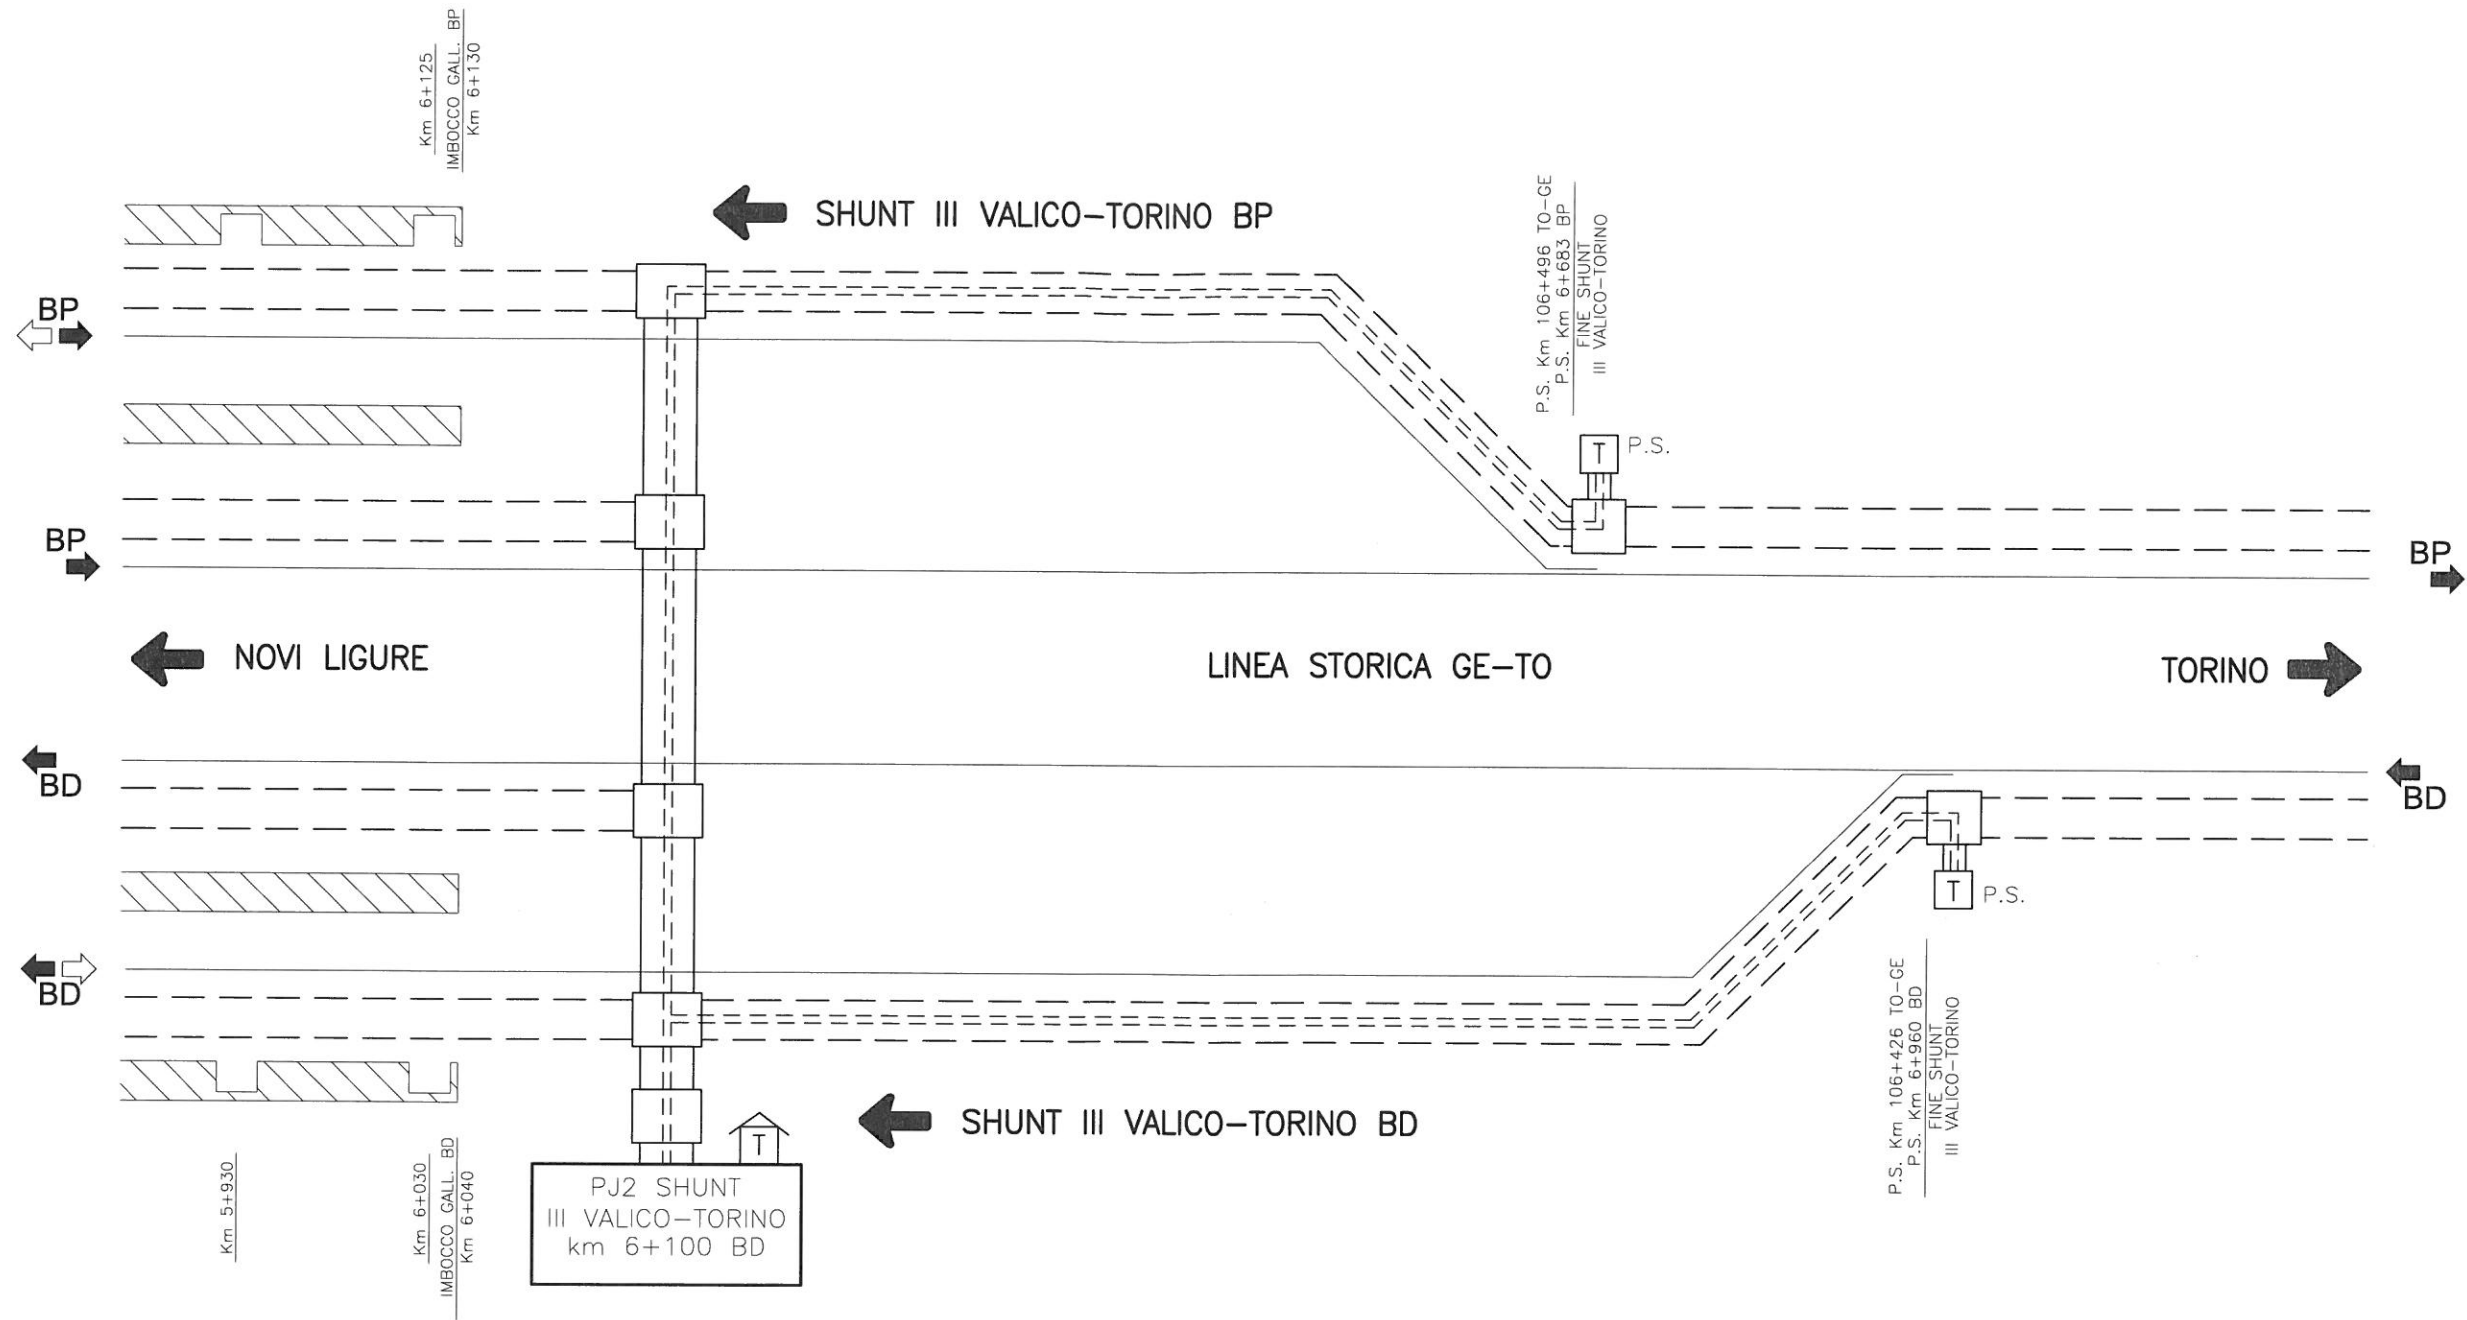 Km 6+125
IMBOCCO GALL. BP
Km 6+130
SHUNT III VALICO-TORINO BP
P.S. Km 106+496 TO-GE
P.S. Km 6+683 BP
FINE SHUNT
III VALICO-TORINO
BP
T
P.S.
BP
BP
NOVI LIGURE
LINEA STORICA GE-TO
TORINO
BD
BD
T
P.S.
BD
P.S. Km 106+426 TO-GE
P.S. Km 6+960 BD
FINE SHUNT
III VALICO-TORINO
SHUNT III VALICO-TORINO BD
T
Km 5+930
Km 6+030
IMBOCCO GALL. BD
Km 6+040
PJ2 SHUNT
III VALICO-TORINO
km 6+100 BD